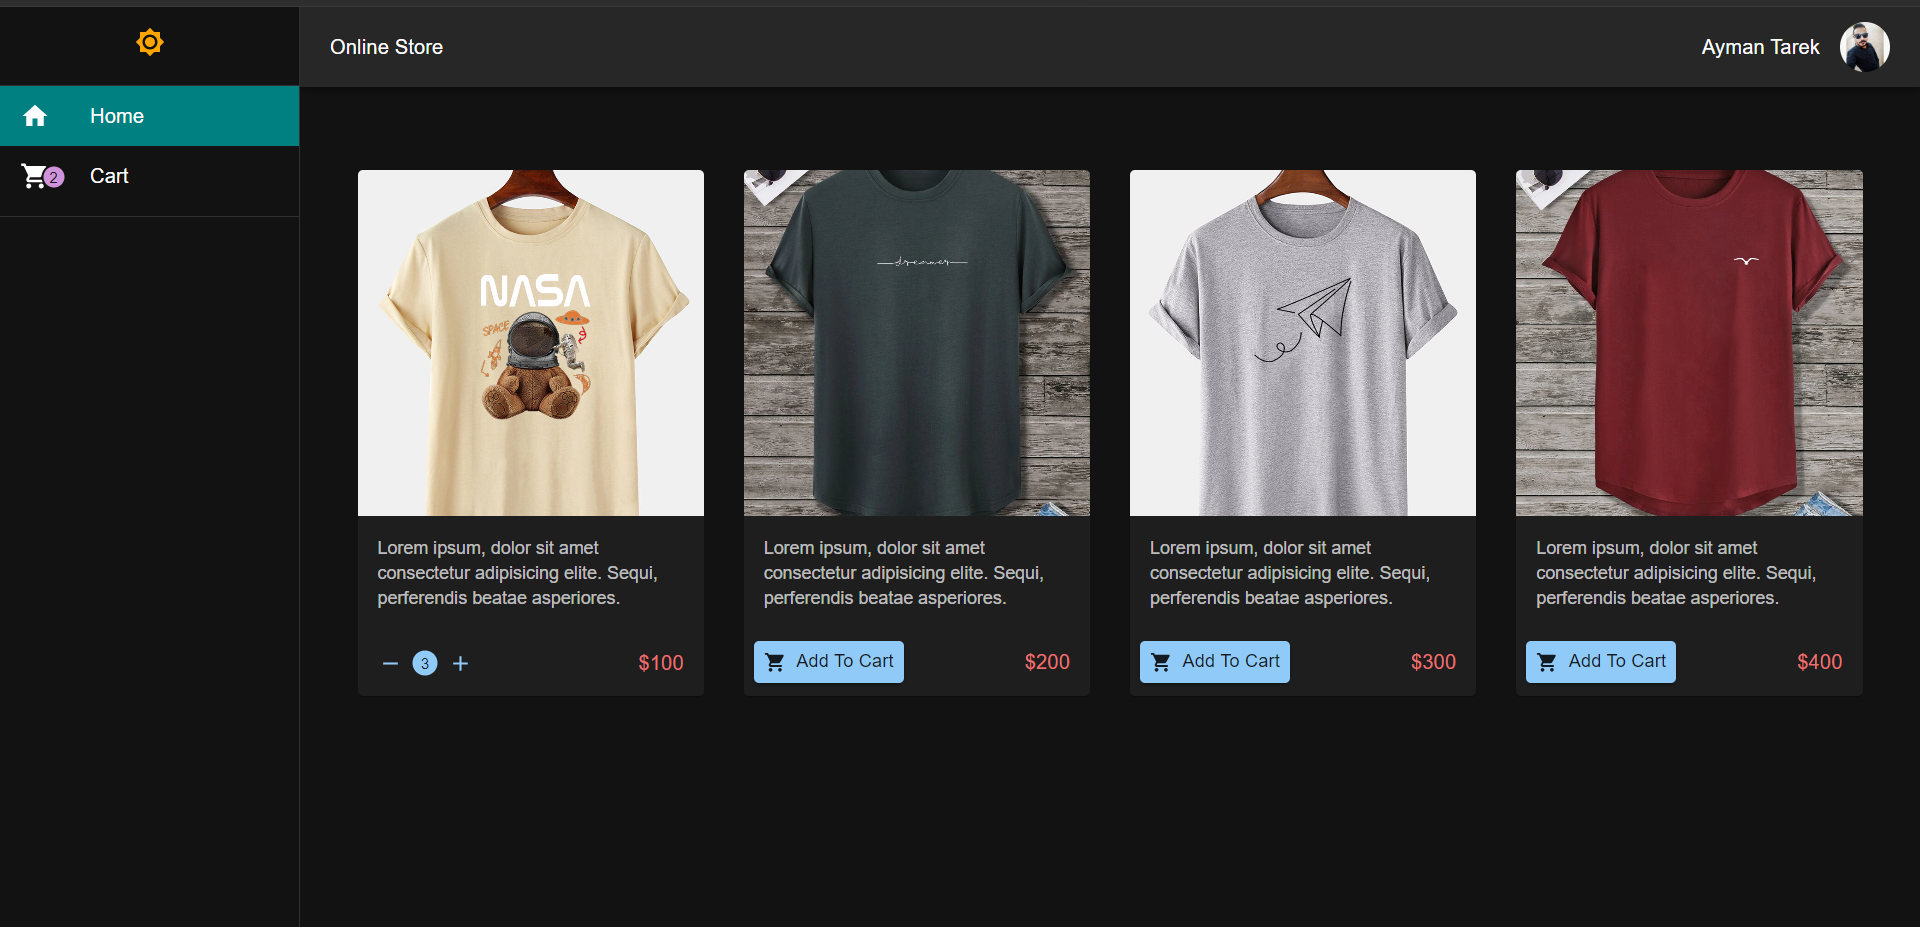 Online Store
Ayman Tarek
Home
2
Cart
NASA
SPACE
dreamer
Lorem ipsum, dolor sit amet
consectetur adipisicing elite. Sequi,
perferendis beatae asperiores.
3
$100
Lorem ipsum, dolor sit amet
consectetur adipisicing elite. Sequi,
perferendis beatae asperiores.
Add To Cart
$200
Lorem ipsum, dolor sit amet
consectetur adipisicing elite. Sequi,
perferendis beatae asperiores.
Add To Cart
$300
Lorem ipsum, dolor sit amet
consectetur adipisicing elite. Sequi,
perferendis beatae asperiores.
Add To Cart
$400